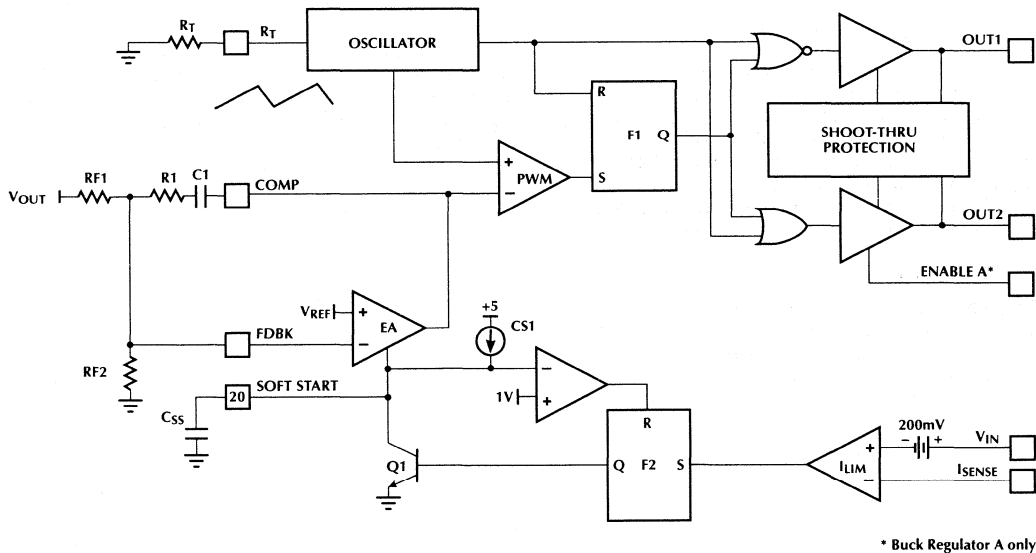 RT
RT
OSCILLATOR
OUT1
R
F1
Q
S
SHOOT-THRU
PROTECTION
+
PWM
−
RF1
R1
C1
COMP
VOUT
OUT2
ENABLE A*
+5
CS1
VREF
+
EA
−
FDBK
RF2
SOFT START
20
CSS
−
1V
+
R
Q
F2
S
Q1
200mV
− +
VIN
+
ILIM
−
ISENSE
* Buck Regulator A only